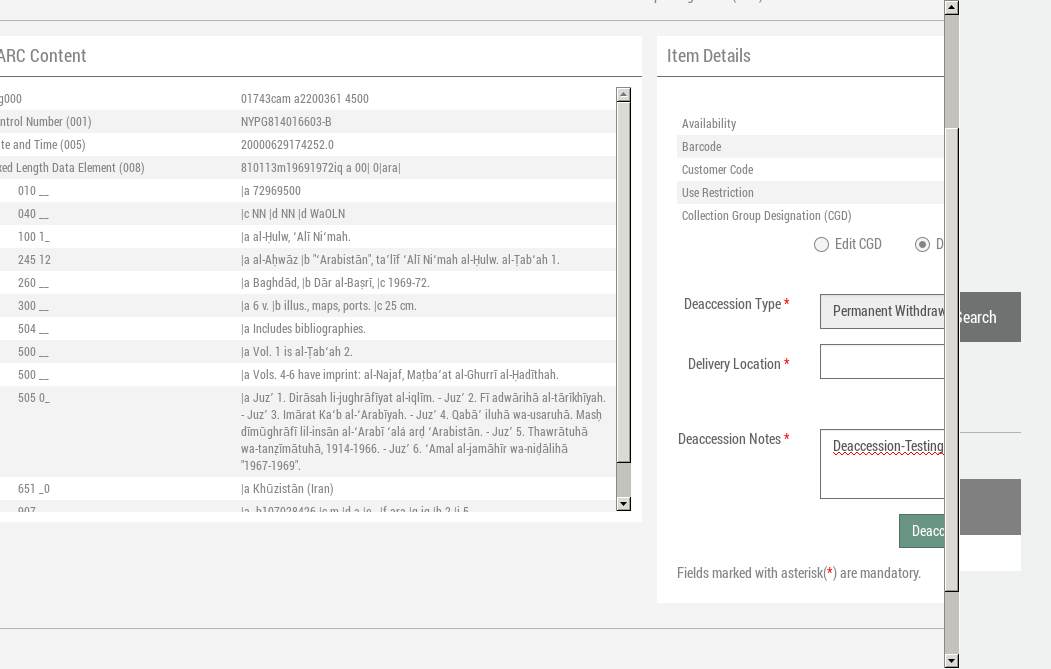 ARC Content
g000 01743cam a2200361 4500
ntrol Number (001) NYPG814016603-B
te and Time (005) 20000629174252.0
xed Length Data Element (008) 810113m19691972iq a 00| 0|ara|
010 __ |a 72969500
040 __ |c NN |d NN |d WaOLN
100 1_ |a al-Ḥulw, ʻAlī Niʻmah.
245 12 |a al-Aḥwāz |b "ʻArabistān", taʼlīf ʻAlī Niʻmah al-Ḥulw. al-Ṭabʻah 1.
260 __ |a Baghdād, |b Dār al-Baṣrī, |c 1969-72.
300 __ |a 6 v. |b illus., maps, ports. |c 25 cm.
504 __ |a Includes bibliographies.
500 __ |a Vol. 1 is al-Ṭabʻah 2.
500 __ |a Vols. 4-6 have imprint: al-Najaf, Maṭbaʻat al-Ghurrī al-Ḥadīthah.
505 0_ |a Juzʼ 1. Dirāsah li-jughrāfīyat al-iqlīm. - Juzʼ 2. Fī adwārihā al-tārīkhīyah.
- Juzʼ 3. Imārat Kaʻb al-ʻArabīyah. - Juzʼ 4. Qabāʼ iluhā wa-usaruhā. Masḥ
dīmūghrāfī lil-insān al-ʻArabī ʻalá arḍ ʻArabistān. - Juzʼ 5. Thawrātuhā
wa-tanẓīmātuhā, 1914-1966. - Juzʼ 6. ʻAmal al-jamāhīr wa-niḍālihā
"1967-1969".
651 _0 |a Khūzistān (Iran)
Item Details
Availability
Barcode
Customer Code
Use Restriction
Collection Group Designation (CGD)
Edit CGD D
Deaccession Type * Permanent Withdraw
Delivery Location *
Deaccession Notes * Deaccession-Testing
Deacc
Fields marked with asterisk(*) are mandatory.
Search